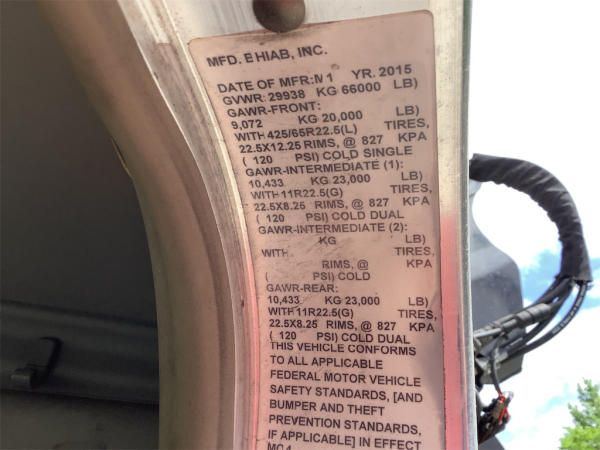 MFD. BY HIAB, INC.
DATE OF MFR: M 1 YR. 2015
GVWR: 29938 KG 66000 LB)
GAWR-FRONT:
9,072 KG 20,000 LB)
WITH 425/65R22.5(L) TIRES,
22.5X12.25 RIMS, @ 827 KPA
( 120 PSI) COLD SINGLE
GAWR-INTERMEDIATE (1):
10,433 KG 23,000 LB)
WITH 11R22.5(G) TIRES,
22.5X8.25 RIMS, @ 827 KPA
( 120 PSI) COLD DUAL
GAWR-INTERMEDIATE (2):
KG LB)
WITH TIRES,
RIMS, @ KPA
( PSI) COLD
GAWR-REAR:
10,433 KG 23,000 LB)
WITH 11R22.5(G) TIRES,
22.5X8.25 RIMS, @ 827 KPA
( 120 PSI) COLD DUAL
THIS VEHICLE CONFORMS
TO ALL APPLICABLE
FEDERAL MOTOR VEHICLE
SAFETY STANDARDS, [AND
BUMPER AND THEFT
PREVENTION STANDARDS,
IF APPLICABLE] IN EFFECT